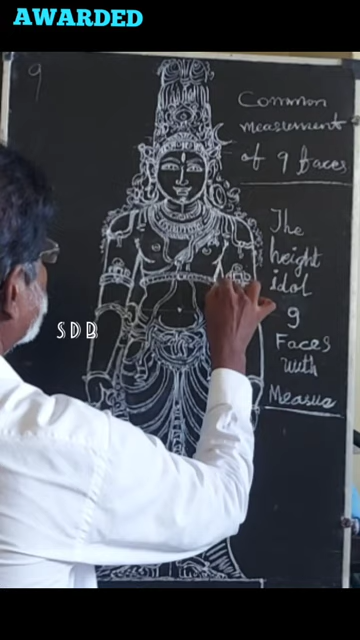 AWARDED
9
Common
measurement
of 9 faces
The
height
idol
9
Faces
with
Measure
SDB